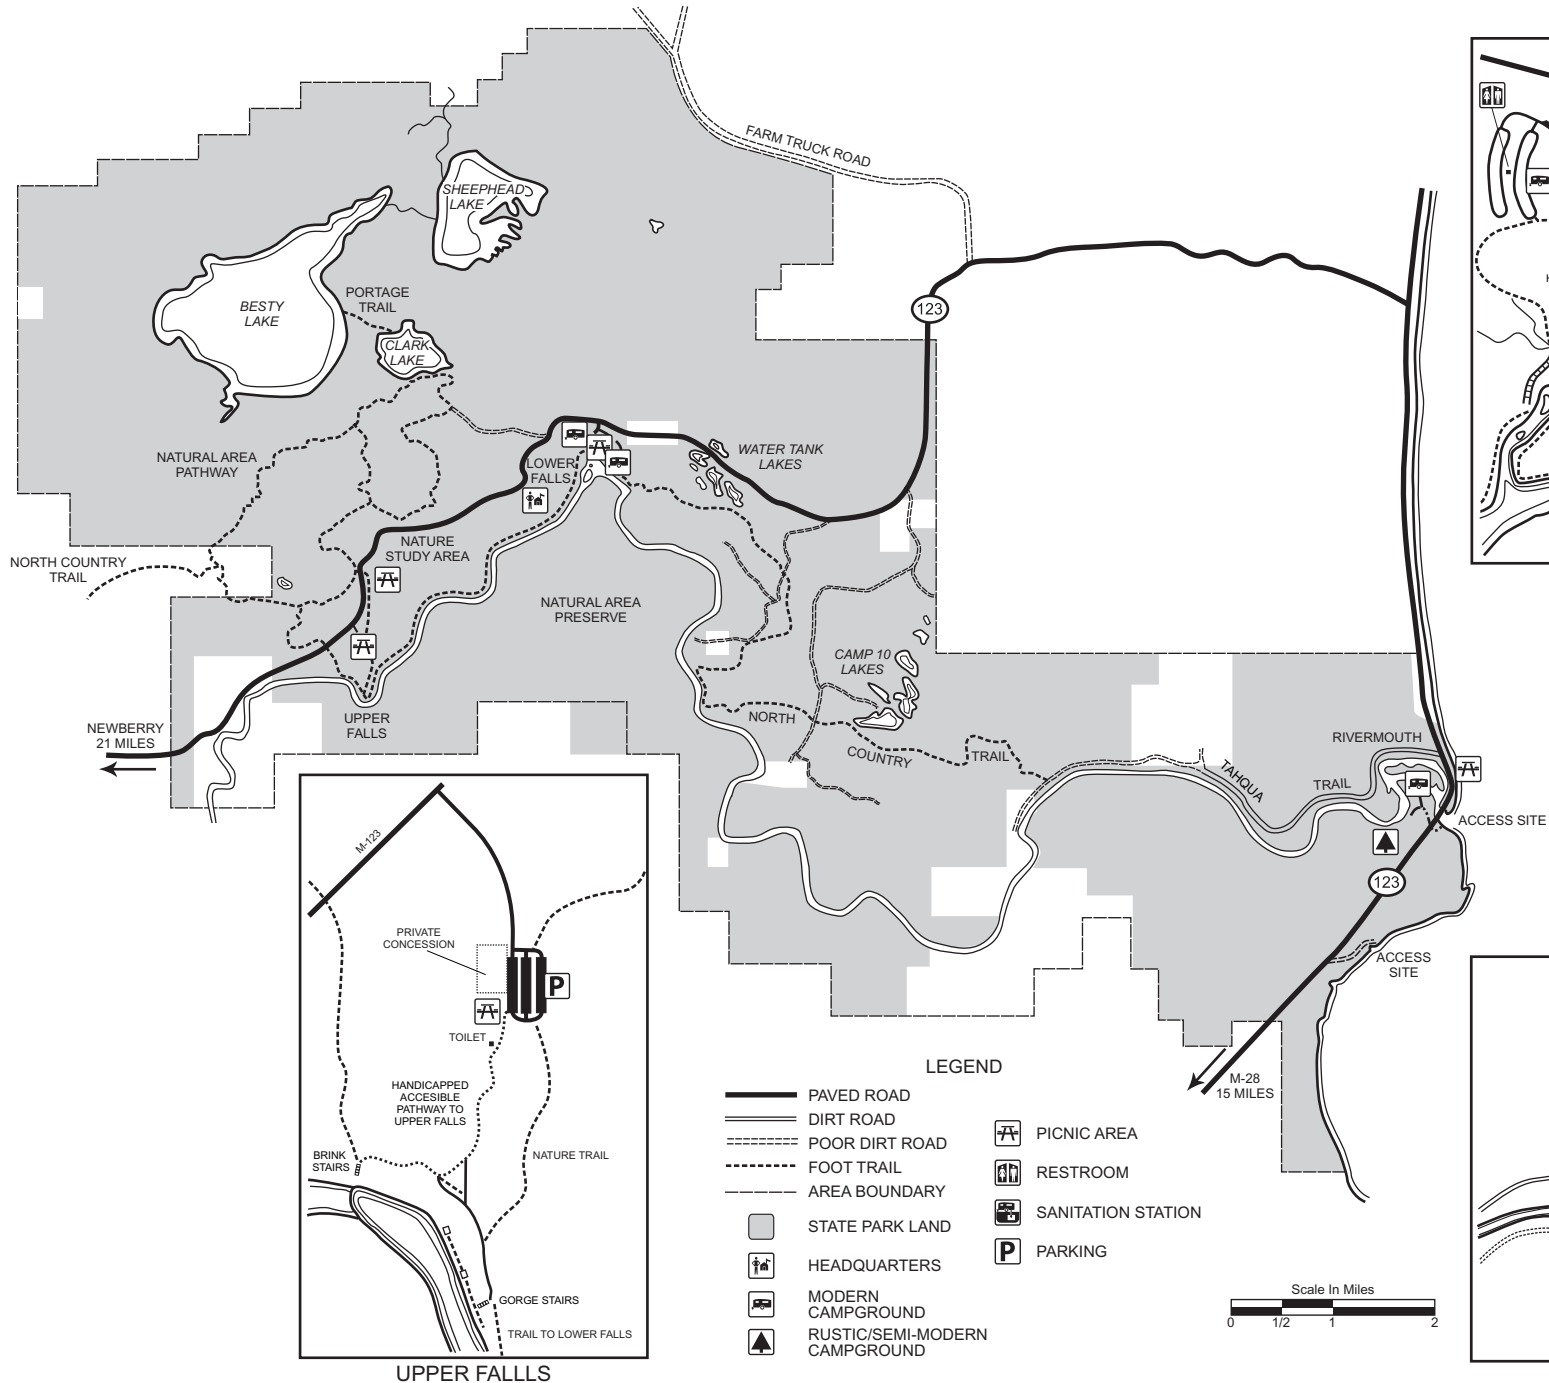 FARM TRUCK ROAD
SHEEPHEAD
LAKE
PORTAGE
TRAIL
BESTY
LAKE
123
CLARK
LAKE
WATER TANK
LAKES
NATURAL AREA
PATHWAY
LOWER
FALLS
NATURE
STUDY AREA
NORTH COUNTRY
TRAIL
NATURAL AREA
PRESERVE
CAMP 10
LAKES
NORTH
COUNTRY
TRAIL
UPPER
FALLS
NEWBERRY
21 MILES
RIVERMOUTH
TAHQUA
TRAIL
ACCESS SITE
123
ACCESS
SITE
M-28
15 MILES
M-123
PRIVATE
CONCESSION
P
TOILET
HANDICAPPED
ACCESIBLE
PATHWAY TO
UPPER FALLS
BRINK
STAIRS
NATURE TRAIL
GORGE STAIRS
TRAIL TO LOWER FALLS
UPPER FALLLS
LEGEND
PAVED ROAD
DIRT ROAD
POOR DIRT ROAD
FOOT TRAIL
AREA BOUNDARY
STATE PARK LAND
HEADQUARTERS
MODERN
CAMPGROUND
RUSTIC/SEMI-MODERN
CAMPGROUND
PICNIC AREA
RESTROOM
SANITATION STATION
P PARKING
Scale In Miles
0 1/2 1 2